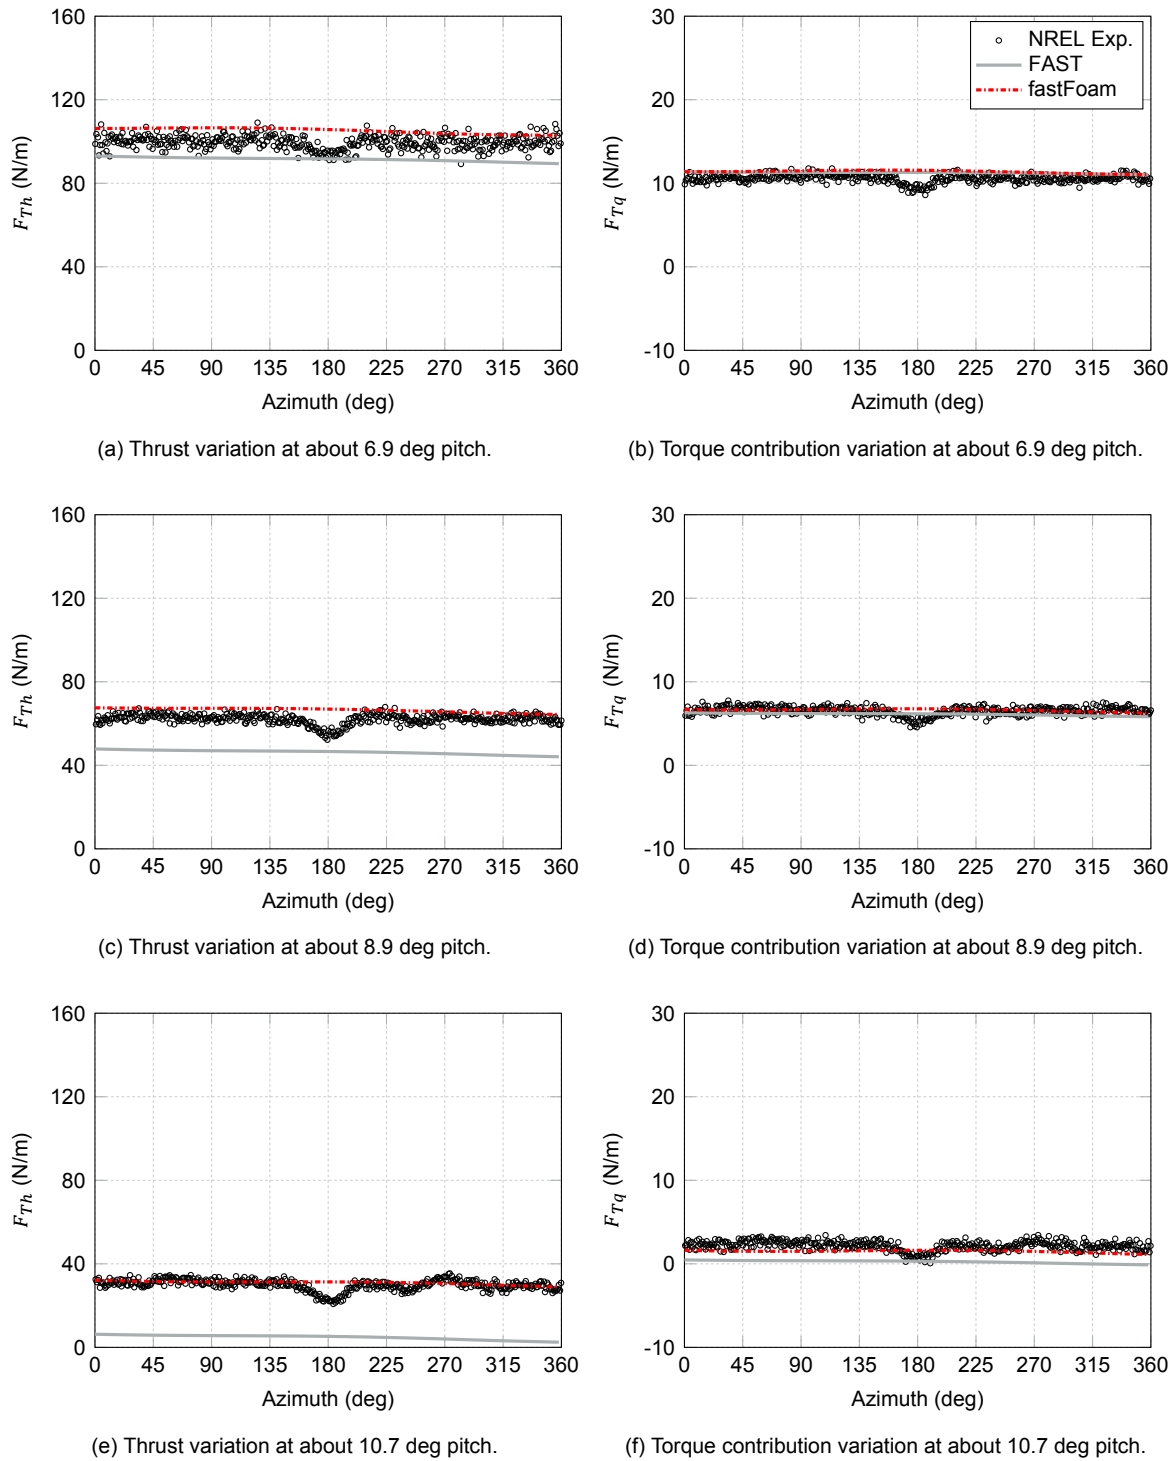 160
120
80
40
0
F_Th (N/m)
0 45 90 135 180 225 270 315 360
Azimuth (deg)
(a) Thrust variation at about 6.9 deg pitch.
30
20
10
0
-10
F_Tq (N/m)
NREL Exp.
FAST
fastFoam
0 45 90 135 180 225 270 315 360
Azimuth (deg)
(b) Torque contribution variation at about 6.9 deg pitch.
160
120
80
40
0
F_Th (N/m)
0 45 90 135 180 225 270 315 360
Azimuth (deg)
(c) Thrust variation at about 8.9 deg pitch.
30
20
10
0
-10
F_Tq (N/m)
0 45 90 135 180 225 270 315 360
Azimuth (deg)
(d) Torque contribution variation at about 8.9 deg pitch.
160
120
80
40
0
F_Th (N/m)
0 45 90 135 180 225 270 315 360
Azimuth (deg)
(e) Thrust variation at about 10.7 deg pitch.
30
20
10
0
-10
F_Tq (N/m)
0 45 90 135 180 225 270 315 360
Azimuth (deg)
(f) Torque contribution variation at about 10.7 deg pitch.